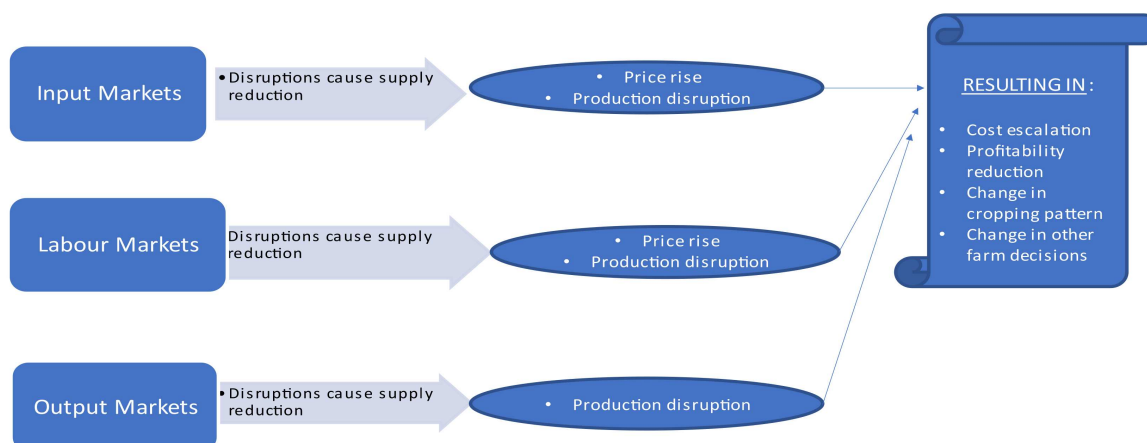 Input Markets
• Disruptions cause supply
reduction
• Price rise
• Production disruption
RESULTING IN :
• Cost escalation
• Profitability
reduction
• Change in
cropping pattern
• Change in other
farm decisions
Labour Markets
Disruptions cause supply
reduction
• Price rise
• Production disruption
Output Markets
• Disruptions cause supply
reduction
• Production disruption